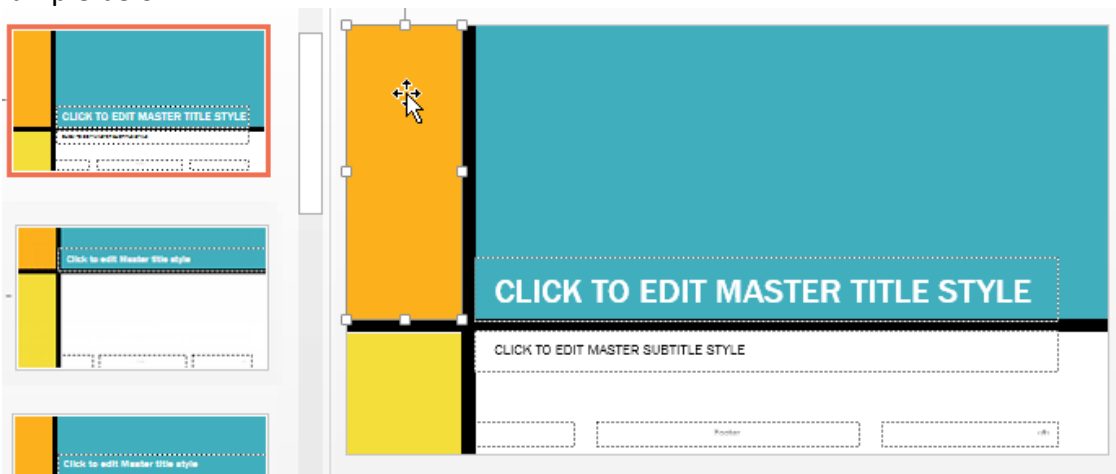 CLICK TO EDIT MASTER TITLE STYLE
Click to edit Master title style
Click to edit Master title style
CLICK TO EDIT MASTER TITLE STYLE
CLICK TO EDIT MASTER SUBTITLE STYLE
Footer